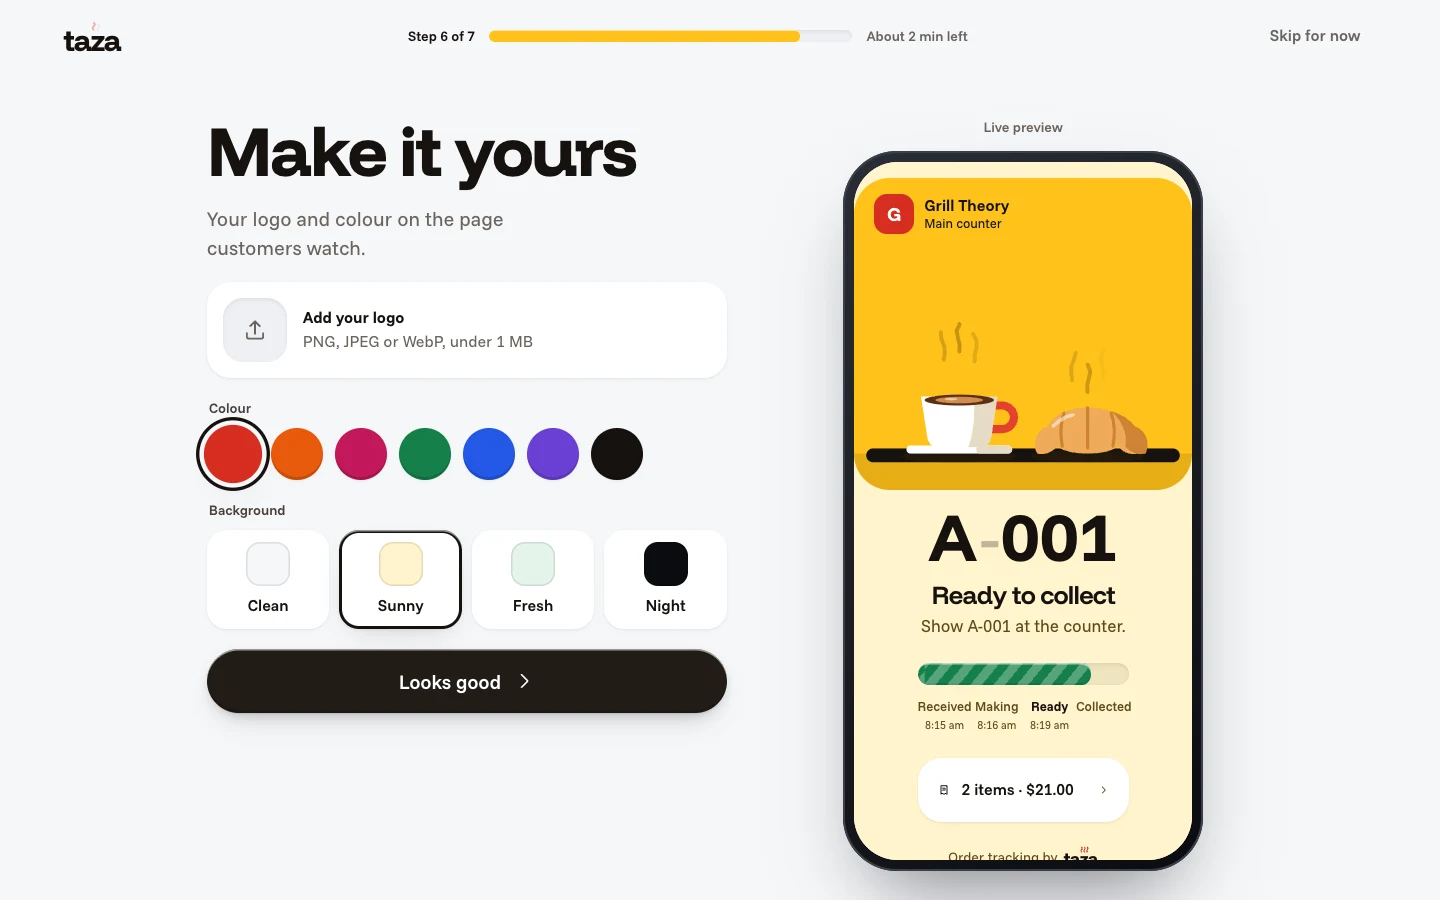 taza
Step 6 of 7
About 2 min left
Skip for now
Make it yours
Your logo and colour on the page
customers watch.
Add your logo
PNG, JPEG or WebP, under 1 MB
Colour
Background
Clean
Sunny
Fresh
Night
Looks good
Live preview
G
Grill Theory
Main counter
A-001
Ready to collect
Show A-001 at the counter.
Received Making Ready Collected
8:15 am 8:16 am 8:19 am
2 items · $21.00
Order tracking by taza